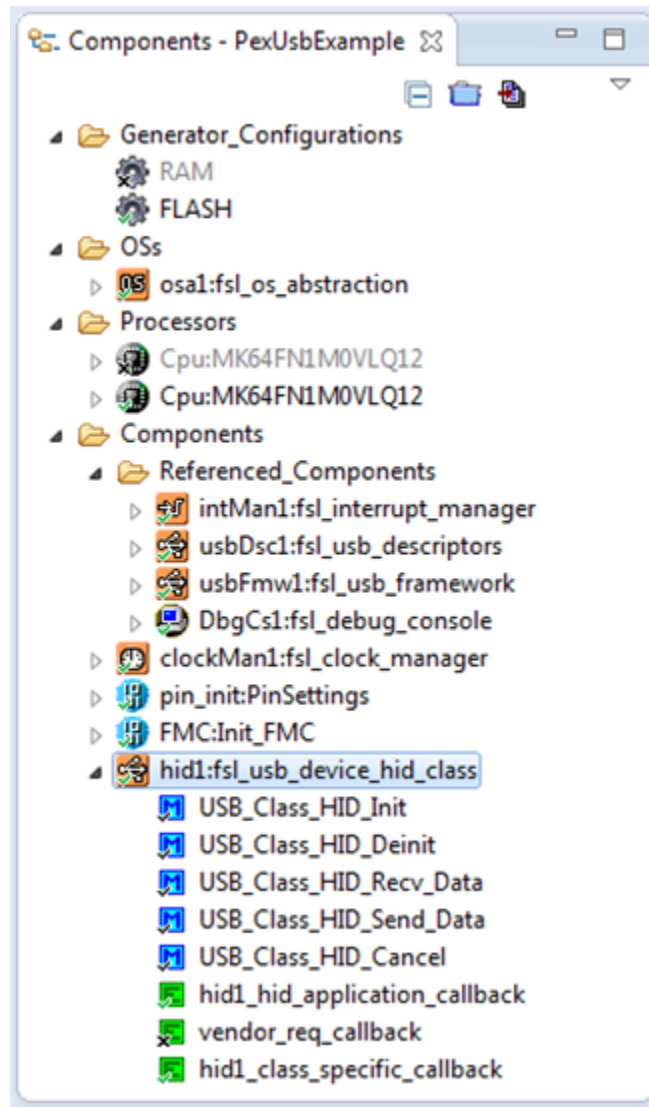 Components - PexUsbExample
Generator_Configurations
RAM
FLASH
OSs
osa1:fsl_os_abstraction
Processors
Cpu:MK64FN1M0VLQ12
Cpu:MK64FN1M0VLQ12
Components
Referenced_Components
intMan1:fsl_interrupt_manager
usbDsc1:fsl_usb_descriptors
usbFmw1:fsl_usb_framework
DbgCs1:fsl_debug_console
clockMan1:fsl_clock_manager
pin_init:PinSettings
FMC:Init_FMC
hid1:fsl_usb_device_hid_class
USB_Class_HID_Init
USB_Class_HID_Deinit
USB_Class_HID_Recv_Data
USB_Class_HID_Send_Data
USB_Class_HID_Cancel
hid1_hid_application_callback
vendor_req_callback
hid1_class_specific_callback